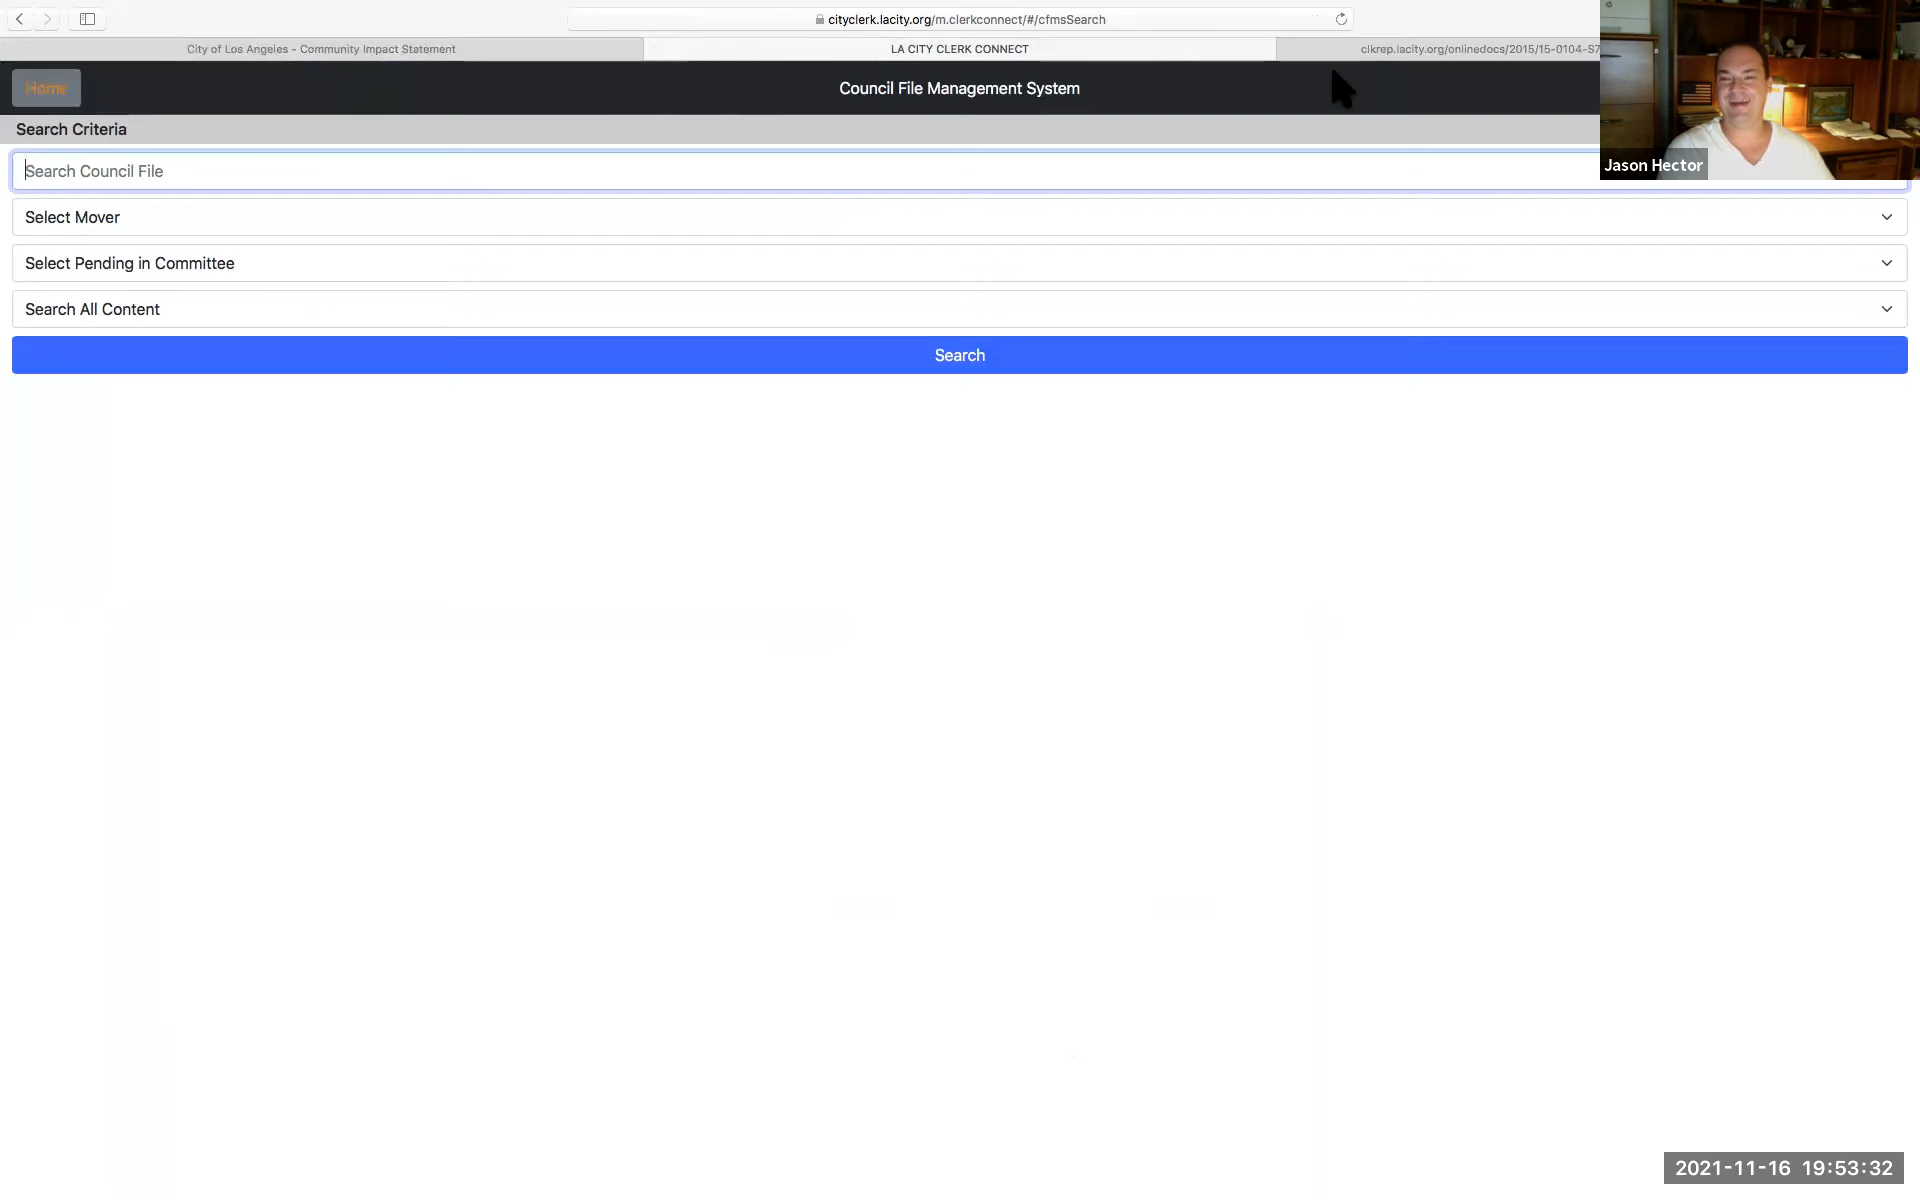 cityclerk.lacity.org/m.clerkconnect/#/cfmsSearch
City of Los Angeles - Community Impact Statement
LA CITY CLERK CONNECT
clkrep.lacity.org/onlinedocs/2015/15-0104-S7
Home
Council File Management System
Search Criteria
Jason Hector
Search Council File
Select Mover
Select Pending in Committee
Search All Content
Search
2021-11-16 19:53:32